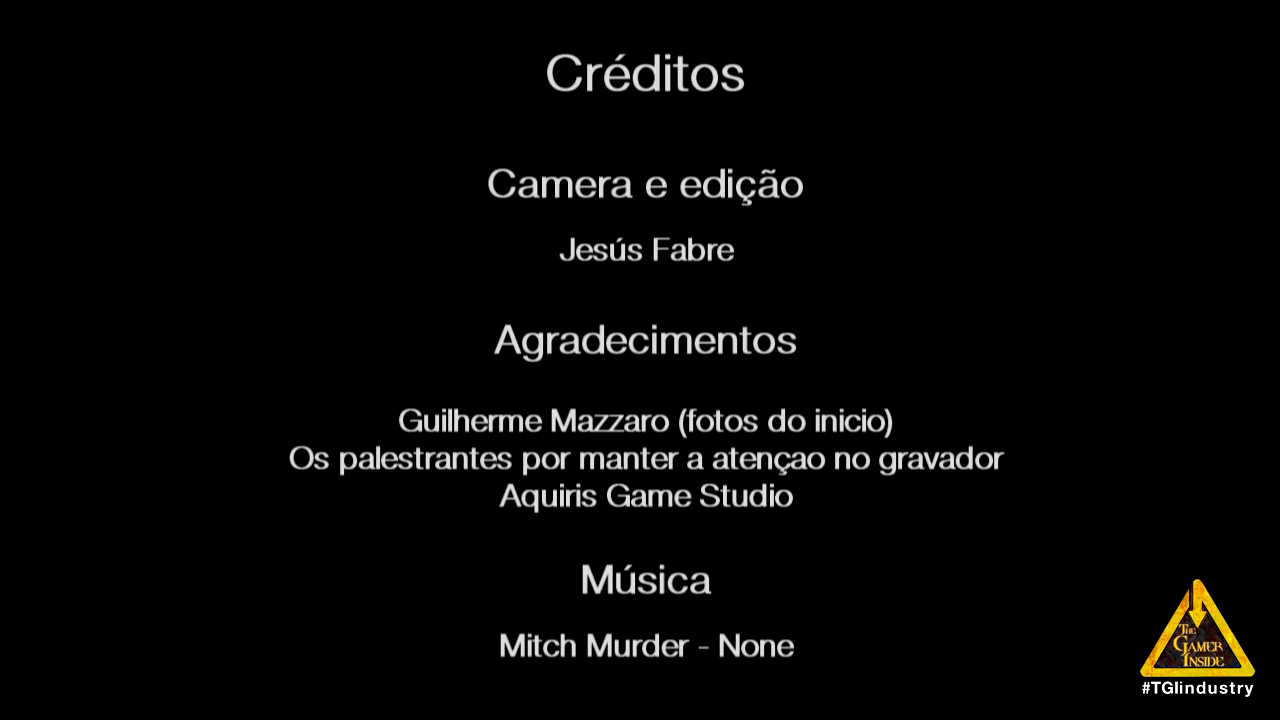 Créditos
Camera e edição
Jesús Fabre
Agradecimentos
Guilherme Mazzaro (fotos do inicio)
Os palestrantes por manter a atençao no gravador
Aquiris Game Studio
Música
Mitch Murder - None
The
Gamer
Inside
#TGIindustry